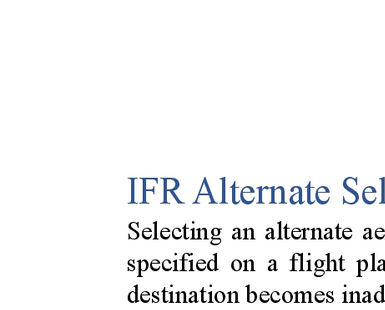 IFR Alternate Sel
Selecting an alternate ae
specified on a flight pla
destination becomes inad